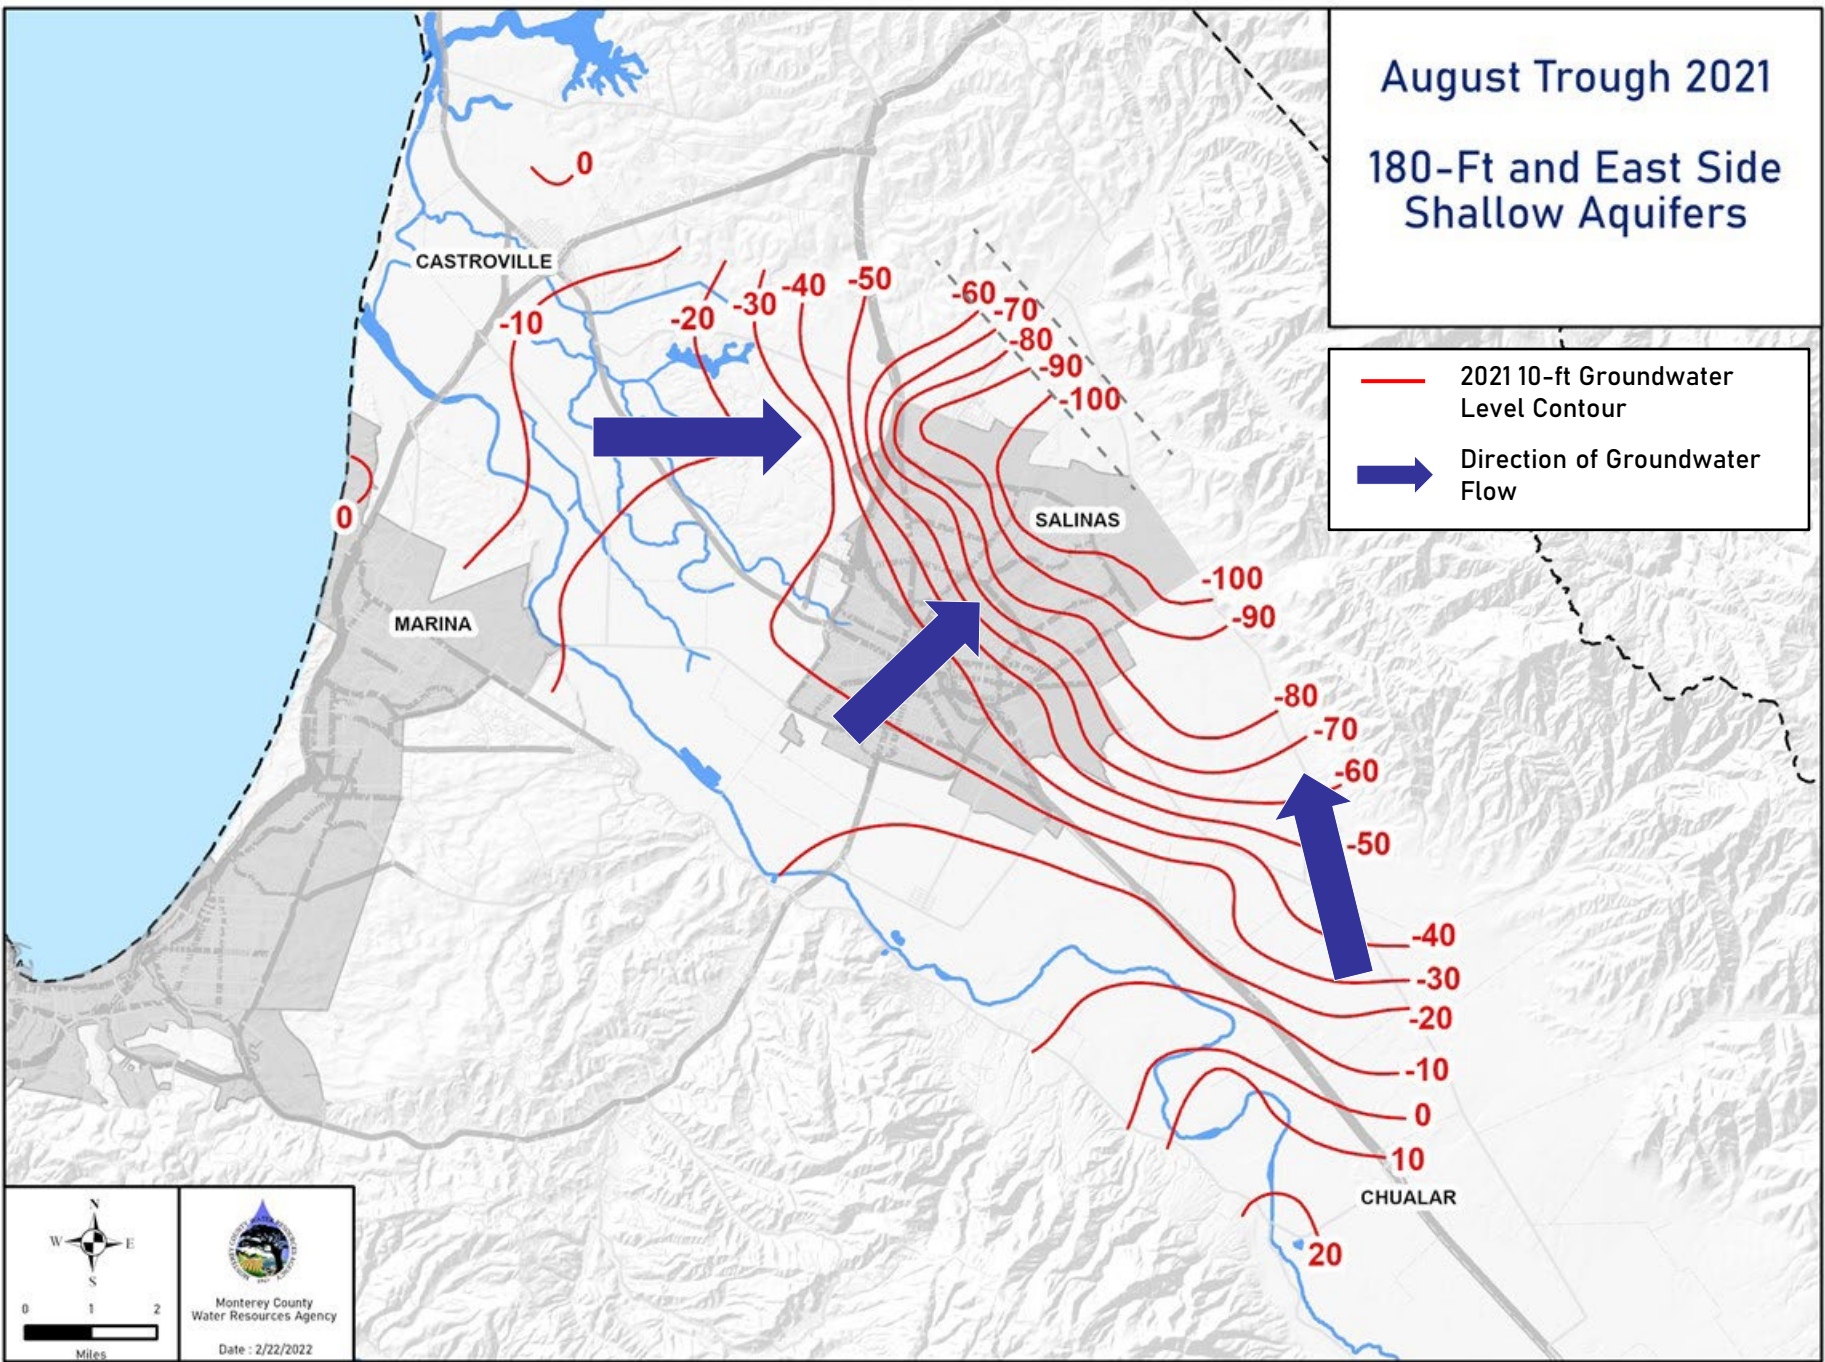 August Trough 2021
180-Ft and East Side
Shallow Aquifers
2021 10-ft Groundwater
Level Contour
Direction of Groundwater
Flow
0
CASTROVILLE
-10
-20
-30
-40
-50
-60
-70
-80
-90
-100
0
SALINAS
MARINA
-100
-90
-80
-70
-60
-50
-40
-30
-20
-10
0
10
CHUALAR
20
N
W
E
S
0 1 2
Miles
Monterey County
Water Resources Agency
Date : 2/22/2022